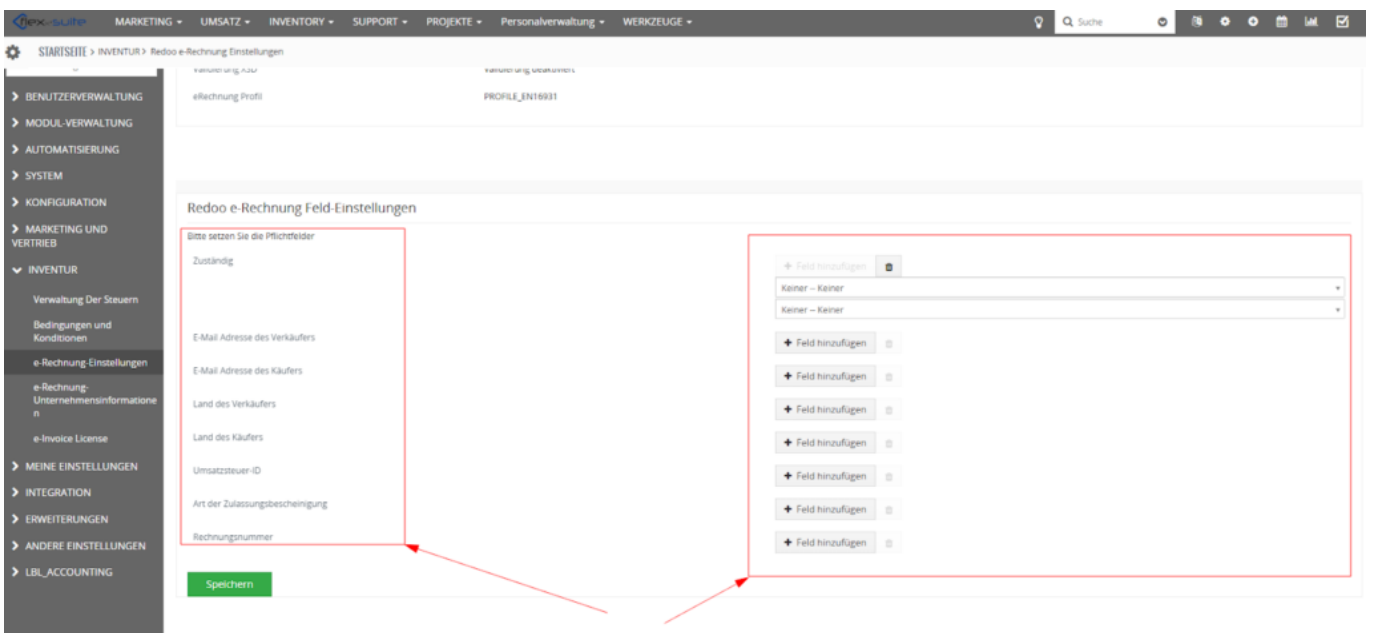 flex-suite MARKETING UMSATZ INVENTORY SUPPORT PROJEKTE Personalverwaltung WERKZEUGE Suche
STARTSEITE > INVENTUR > Redoo e-Rechnung Einstellungen
Validierung XSD Validierung deaktiviert
BENUTZERVERWALTUNG
eRechnung Profil PROFILE_EN16931
MODUL-VERWALTUNG
AUTOMATISIERUNG
SYSTEM
KONFIGURATION
Redoo e-Rechnung Feld-Einstellungen
MARKETING UND
VERTRIEB
Bitte setzen Sie die Pflichtfelder
INVENTUR
Zuständig + Feld hinzufügen
Keiner – Keiner
Keiner – Keiner
Verwaltung Der Steuern
Bedingungen und
Konditionen
E-Mail Adresse des Verkäufers + Feld hinzufügen
e-Rechnung-Einstellungen
E-Mail Adresse des Käufers + Feld hinzufügen
e-Rechnung-
Unternehmensinformatione
n
Land des Verkäufers + Feld hinzufügen
e-Invoice License
Land des Käufers + Feld hinzufügen
MEINE EINSTELLUNGEN
Umsatzsteuer-ID + Feld hinzufügen
INTEGRATION
Art der Zulassungsbescheinigung + Feld hinzufügen
ERWEITERUNGEN
Rechnungsnummer + Feld hinzufügen
ANDERE EINSTELLUNGEN
LBL_ACCOUNTING
Speichern